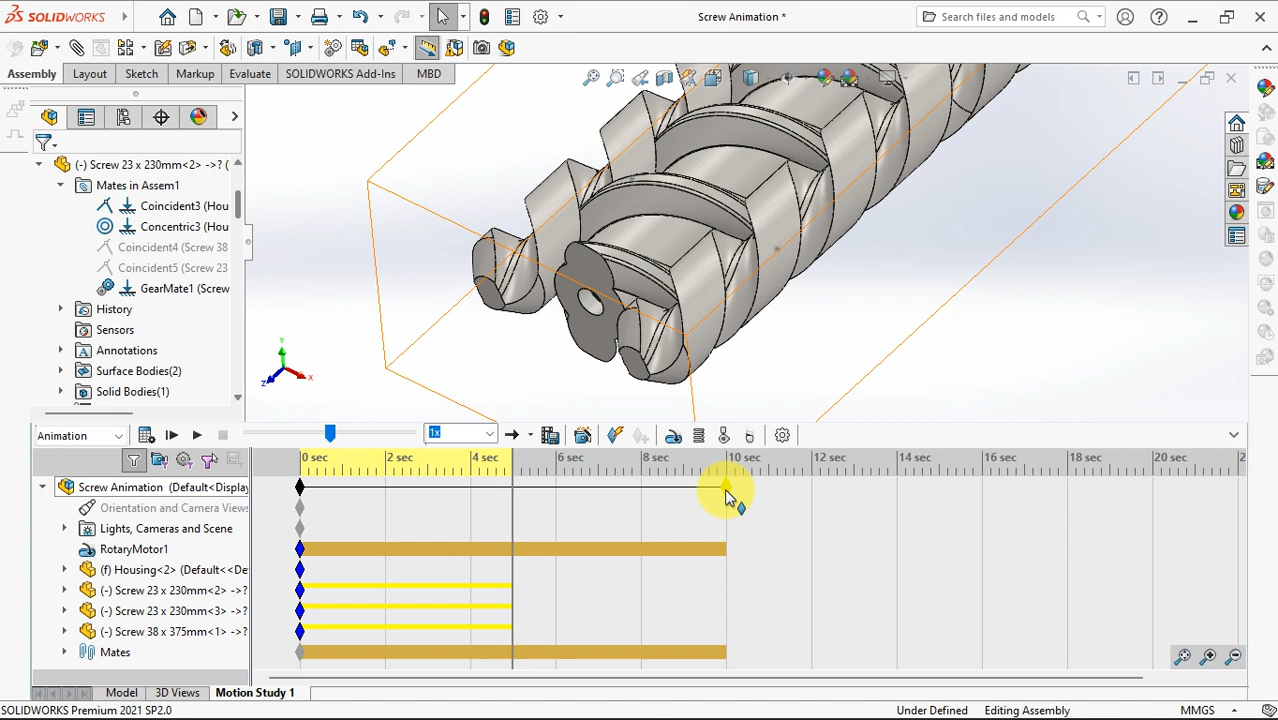 SOLIDWORKS
Screw Animation *
Search files and models
Assembly
Layout
Sketch
Markup
Evaluate
SOLIDWORKS Add-Ins
MBD
(-) Screw 23 x 230mm<2> ->? (
Mates in Assem1
Coincident3 (Hou
Concentric3 (Hou
Coincident4 (Screw 38
Coincident5 (Screw 23
GearMate1 (Screw
History
Sensors
Annotations
Surface Bodies(2)
Solid Bodies(1)
Y
X
Z
Animation
1x
0 sec
2 sec
4 sec
6 sec
8 sec
10 sec
12 sec
14 sec
16 sec
18 sec
20 sec
2
Screw Animation (Default<Display
Orientation and Camera Views
Lights, Cameras and Scene
RotaryMotor1
(f) Housing<2> (Default<<De
(-) Screw 23 x 230mm<2> ->?
(-) Screw 23 x 230mm<3> ->?
(-) Screw 38 x 375mm<1> ->?
Mates
Model
3D Views
Motion Study 1
SOLIDWORKS Premium 2021 SP2.0
Under Defined
Editing Assembly
MMGS